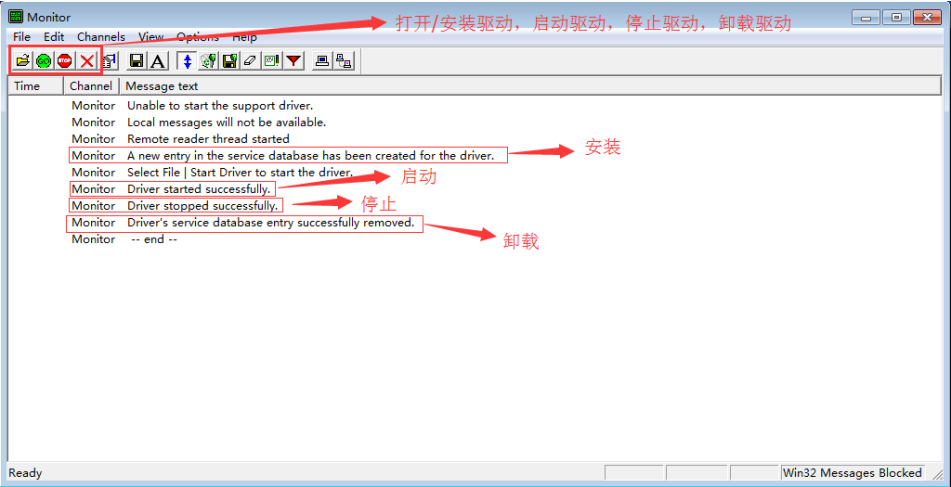 Monitor
打开/安装驱动，启动驱动，停止驱动，卸载驱动
File Edit Channels View Options Help
GO STOP A
Time Channel Message text
Monitor Unable to start the support driver.
Monitor Local messages will not be available.
Monitor Remote reader thread started
Monitor A new entry in the service database has been created for the driver. 安装
Monitor Select File | Start Driver to start the driver.
Monitor Driver started successfully. 启动
Monitor Driver stopped successfully. 停止
Monitor Driver's service database entry successfully removed. 卸载
Monitor -- end --
Ready Win32 Messages Blocked